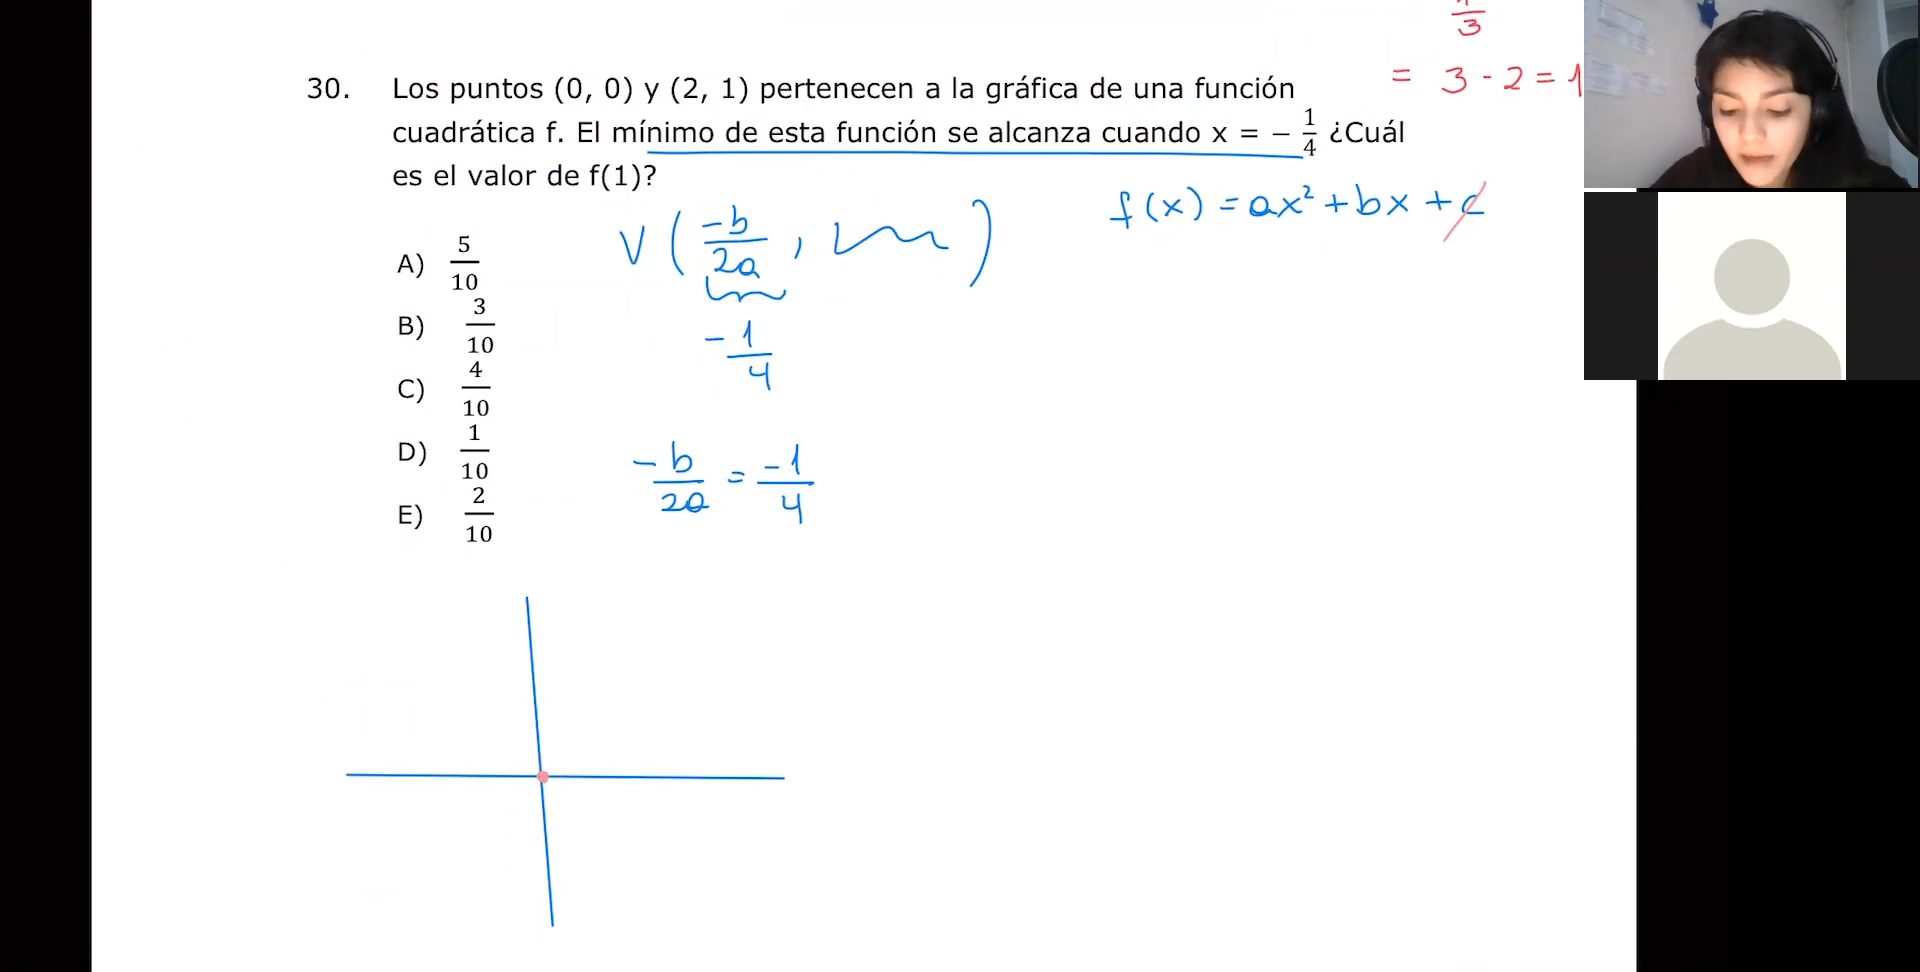 1/3
= 3 - 2 = 1
30. Los puntos (0, 0) y (2, 1) pertenecen a la gráfica de una función
cuadrática f. El mínimo de esta función se alcanza cuando x = − 1/4 ¿Cuál
es el valor de f(1)?
f(x) = ax² + bx + c
V ( -b/2a ,  )
-1/4
A) 5/10
B) 3/10
C) 4/10
D) 1/10
E) 2/10
-b/2a = -1/4